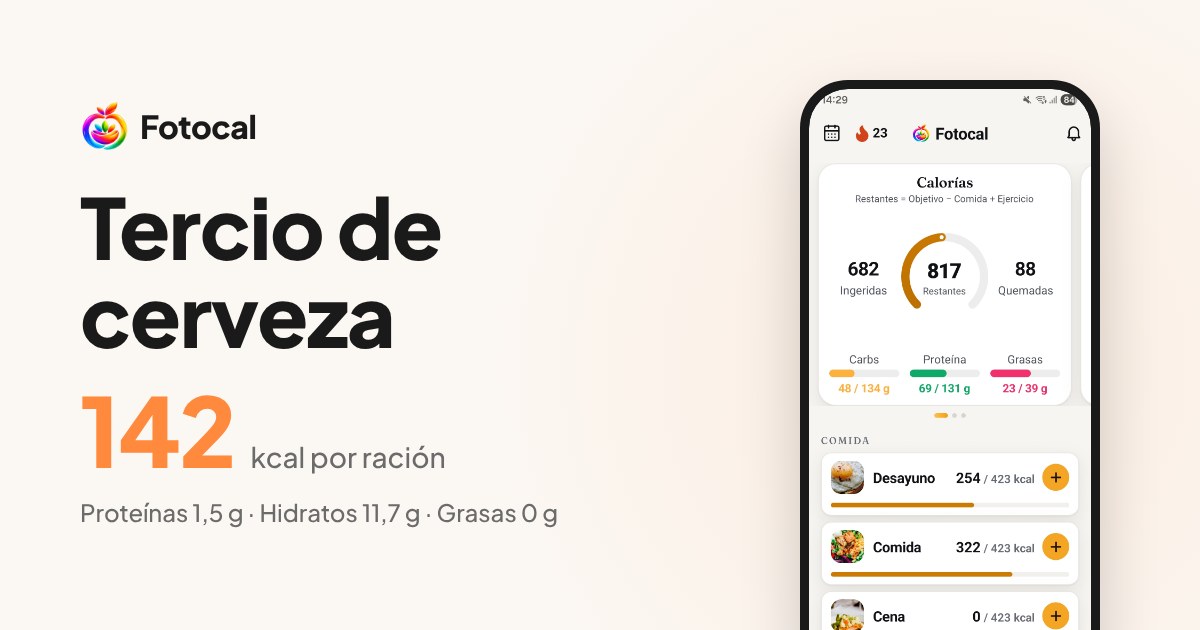 Fotocal
Tercio de
cerveza
142 kcal por ración
Proteínas 1,5 g · Hidratos 11,7 g · Grasas 0 g
14:29
84
23
Fotocal
Calorías
Restantes = Objetivo − Comida + Ejercicio
682
Ingeridas
817
Restantes
88
Quemadas
Carbs
48 / 134 g
Proteína
69 / 131 g
Grasas
23 / 39 g
COMIDA
Desayuno 254 / 423 kcal
Comida 322 / 423 kcal
Cena 0 / 423 kcal